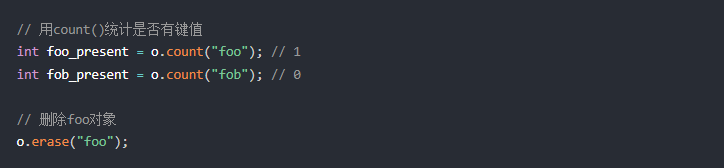 // 用count()统计是否有键值
int foo_present = o.count("foo"); // 1
int fob_present = o.count("fob"); // 0
// 删除foo对象
o.erase("foo");